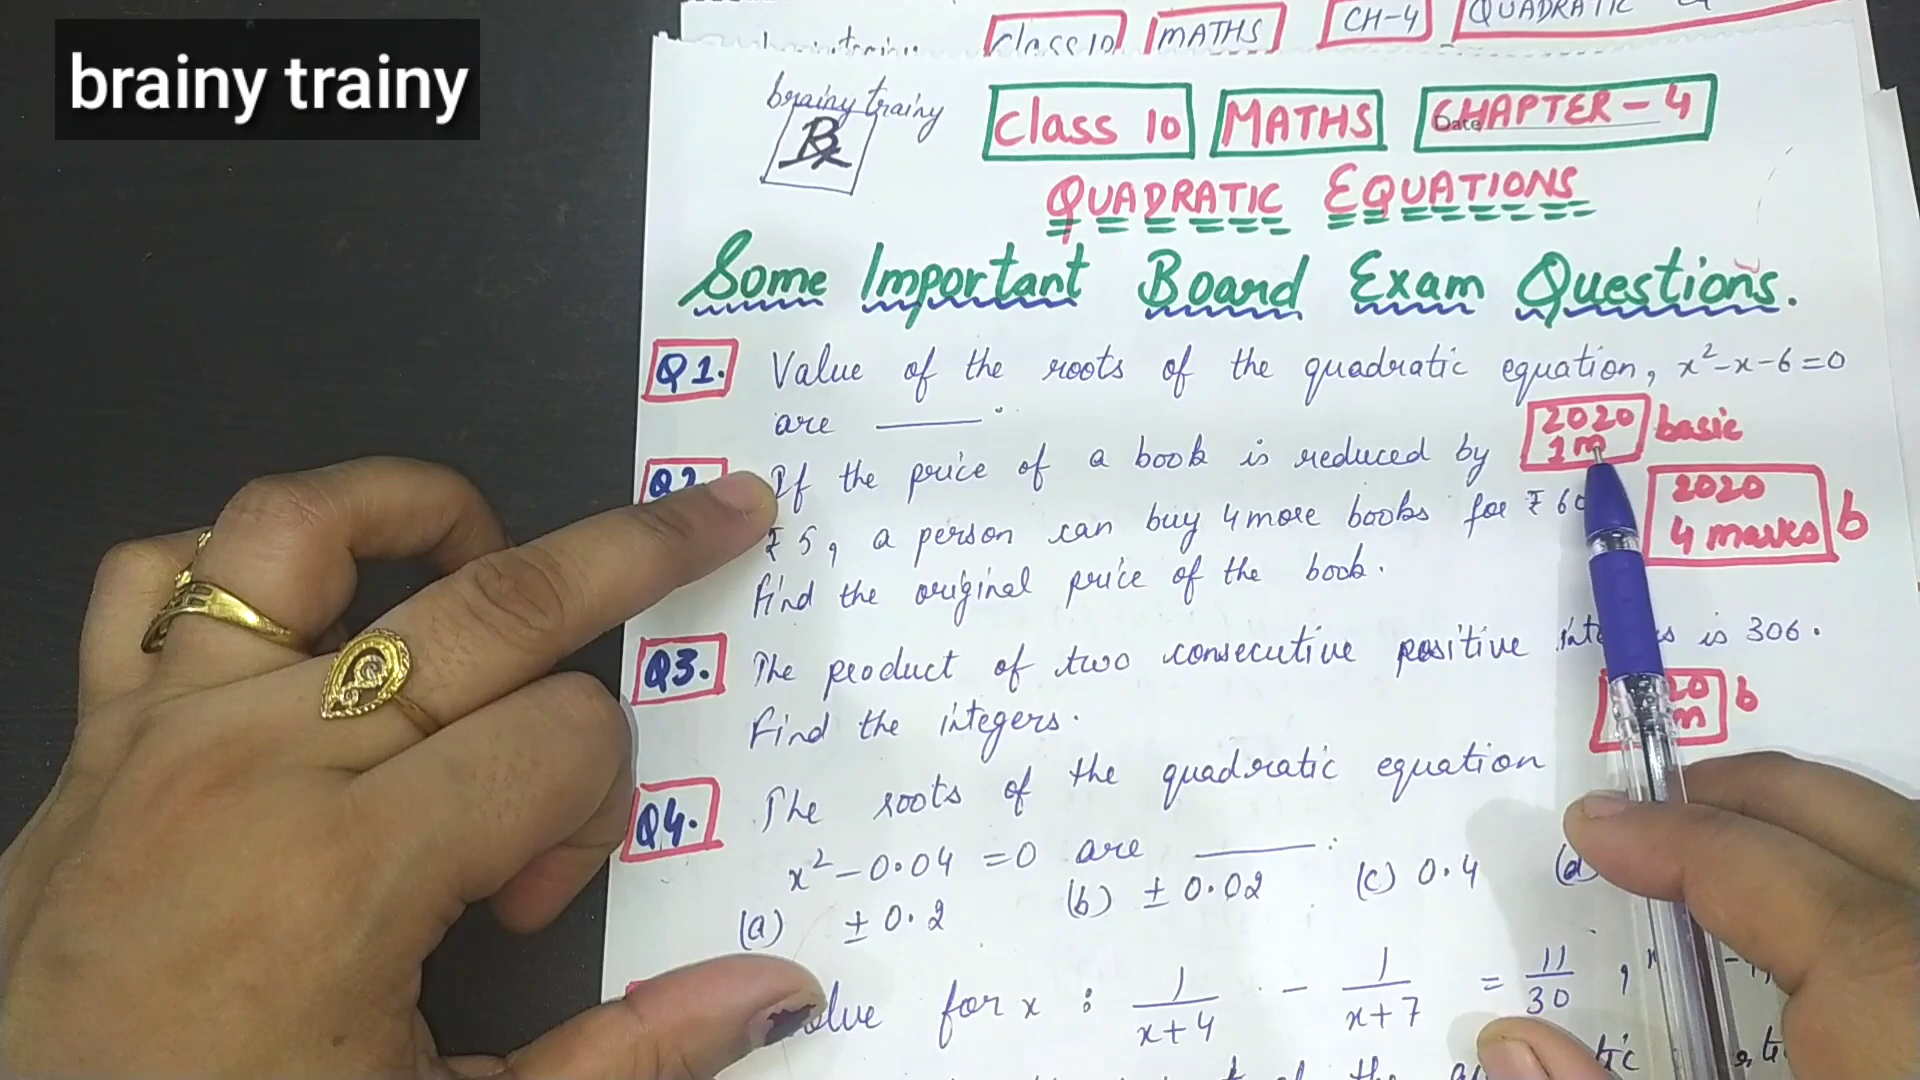 brainy trainy
class 10 MATHS CH-4 QUADRATIC
brainy trainy
Class 10 MATHS CHAPTER-4
Date
QUADRATIC EQUATIONS
Some Important Board Exam Questions.
Q1. Value of the roots of the quadratic equation, x²-x-6=0
are ______.
2020 1m basic
Q2. If the price of a book is reduced by
₹5, a person can buy 4 more books for ₹
2020 4 marks b
Find the original price of the book.
Q3. The product of two consecutive positive is 306.
Find the integers.
b
Q4. The roots of the quadratic equation
x²-0.04 =0 are ______.
(a) ±0.2 (b) ±0.02 (c) 0.4 (d)
for x : 1/(x+4) - 1/(x+7) = 11/30 ,